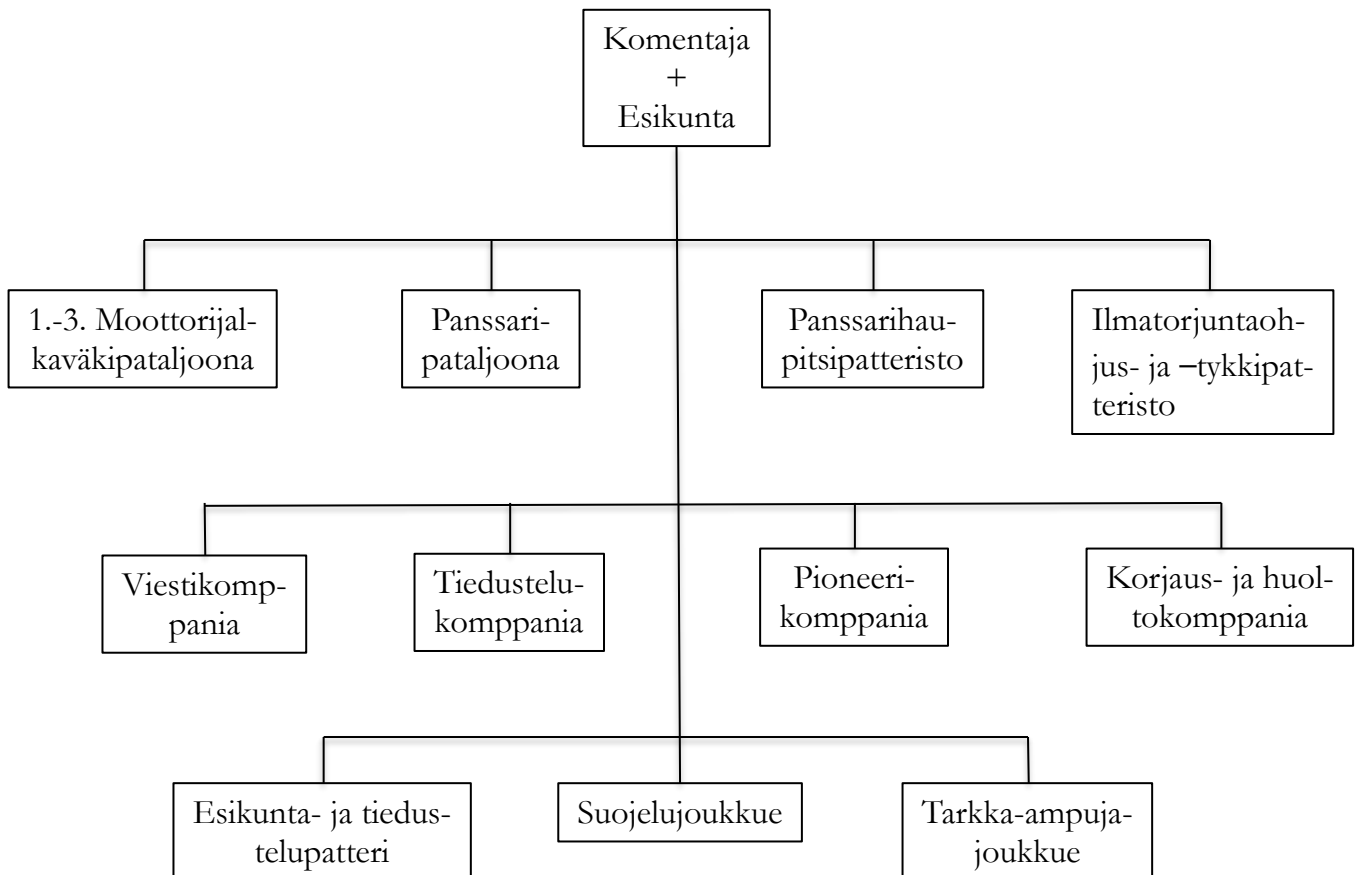 Komentaja
+
Esikunta
1.-3. Moottorijal-
kaväkipataljoona
Panssari-
pataljoona
Panssarihau-
pitsipatteristo
Ilmatorjuntaoh-
jus- ja –tykkipat-
teristo
Viestikomp-
pania
Tiedustelu-
komppania
Pioneeri-
komppania
Korjaus- ja huol-
tokomppania
Esikunta- ja tiedus-
telupatteri
Suojelujoukkue
Tarkka-ampuja-
joukkue